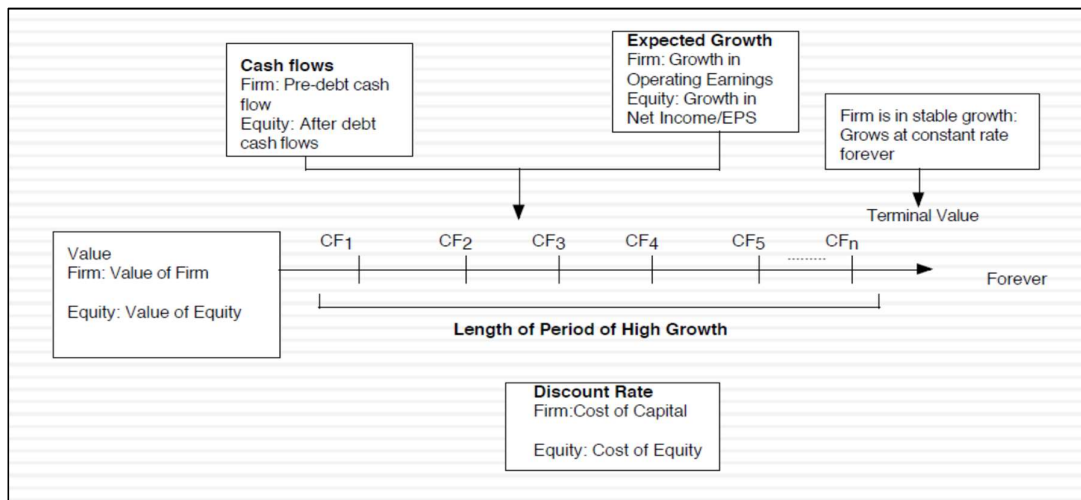 Cash flows
Firm: Pre-debt cash
flow
Equity: After debt
cash flows
Expected Growth
Firm: Growth in
Operating Earnings
Equity: Growth in
Net Income/EPS
Firm is in stable growth:
Grows at constant rate
forever
Terminal Value
CF1 CF2 CF3 CF4 CF5 ......... CFn
Value
Firm: Value of Firm
Equity: Value of Equity
Forever
Length of Period of High Growth
Discount Rate
Firm:Cost of Capital
Equity: Cost of Equity